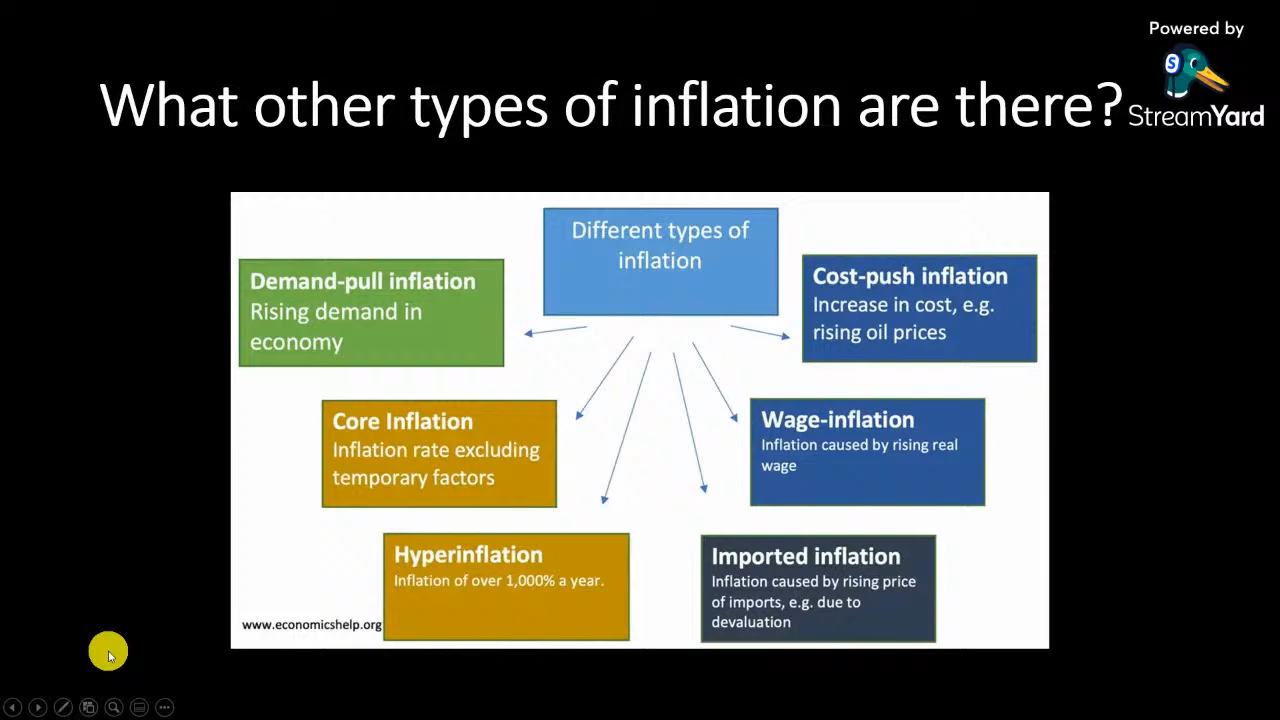 Powered by
StreamYard
What other types of inflation are there?
Different types of
inflation
Demand-pull inflation
Rising demand in
economy
Cost-push inflation
Increase in cost, e.g.
rising oil prices
Core Inflation
Inflation rate excluding
temporary factors
Wage-inflation
Inflation caused by rising real
wage
Hyperinflation
Inflation of over 1,000% a year.
Imported inflation
Inflation caused by rising price
of imports, e.g. due to
devaluation
www.economicshelp.org